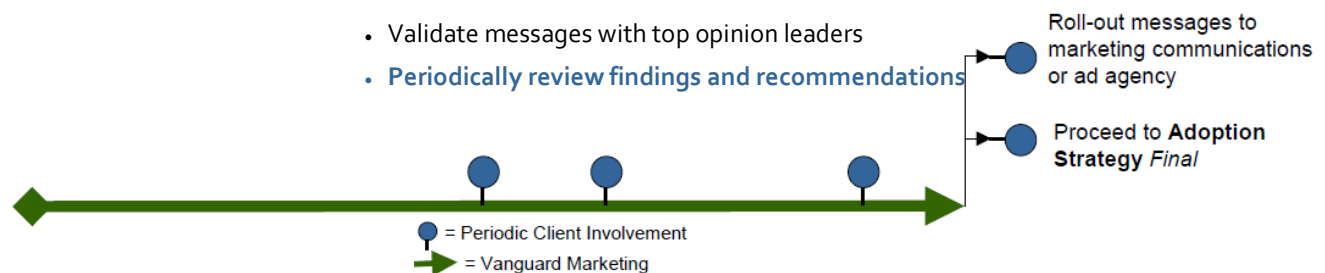 • Validate messages with top opinion leaders
• Periodically review findings and recommendations
Roll-out messages to
marketing communications
or ad agency
Proceed to Adoption
Strategy Final
= Periodic Client Involvement
= Vanguard Marketing